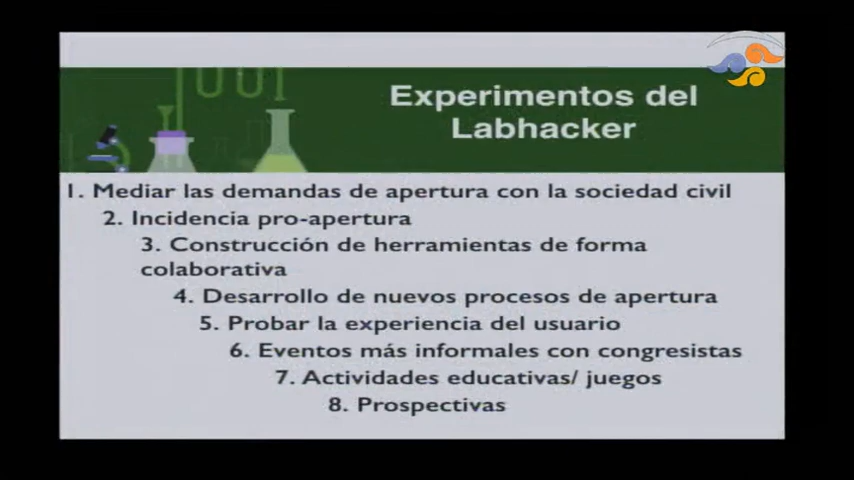 Experimentos del
Labhacker
1. Mediar las demandas de apertura con la sociedad civil
2. Incidencia pro-apertura
3. Construcción de herramientas de forma
colaborativa
4. Desarrollo de nuevos procesos de apertura
5. Probar la experiencia del usuario
6. Eventos más informales con congresistas
7. Actividades educativas/ juegos
8. Prospectivas